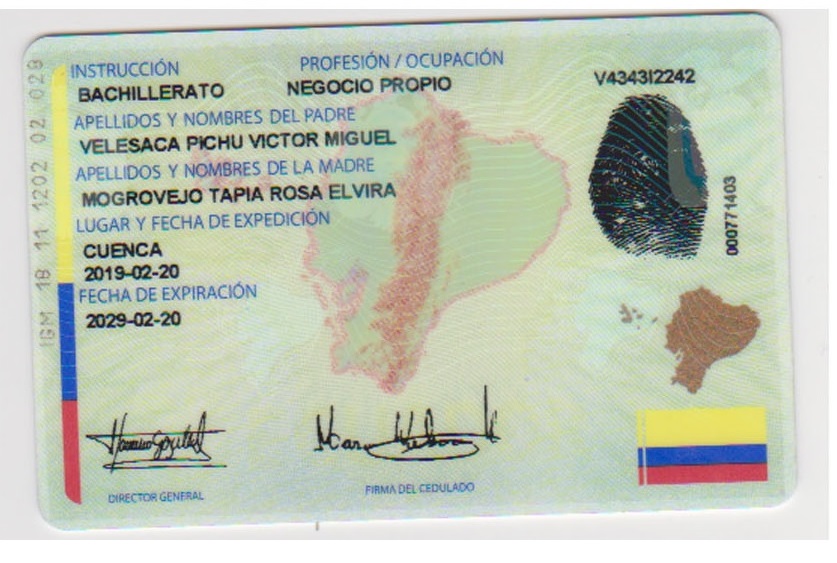 INSTRUCCIÓN PROFESIÓN / OCUPACIÓN
BACHILLERATO NEGOCIO PROPIO V4343I2242
APELLIDOS Y NOMBRES DEL PADRE
VELESACA PICHU VICTOR MIGUEL
APELLIDOS Y NOMBRES DE LA MADRE
MOGROVEJO TAPIA ROSA ELVIRA
LUGAR Y FECHA DE EXPEDICIÓN
CUENCA
2019-02-20
FECHA DE EXPIRACIÓN
2029-02-20
DIRECTOR GENERAL
FIRMA DEL CEDULADO
IGM 18 11 1202 02 029
000771403